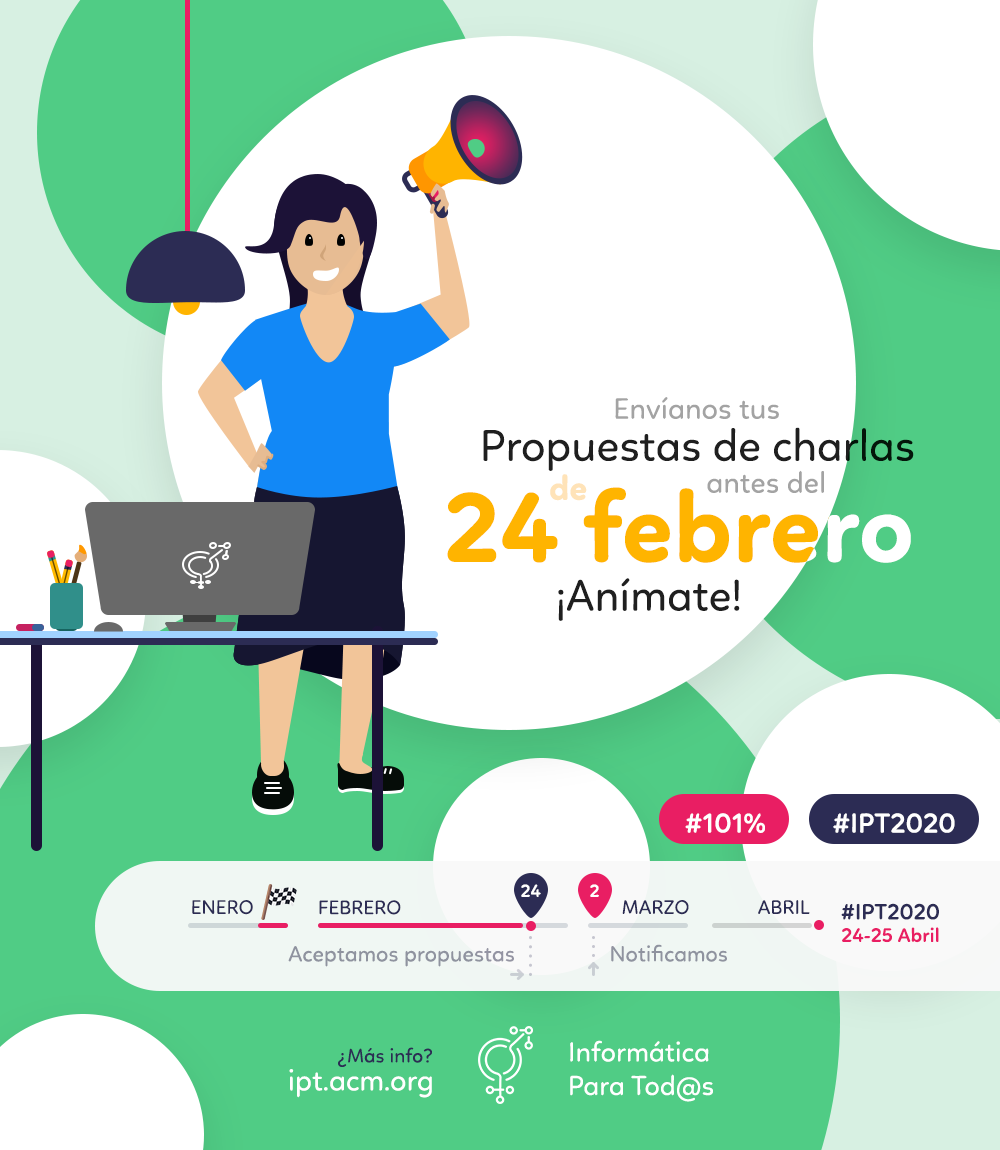 Envíanos tus
Propuestas de charlas
antes del
24 de febrero
¡Anímate!
#101% #IPT2020
24 2
ENERO FEBRERO MARZO ABRIL #IPT2020
24-25 Abril
Aceptamos propuestas Notificamos
¿Más info?
ipt.acm.org
Informática
Para Tod@s